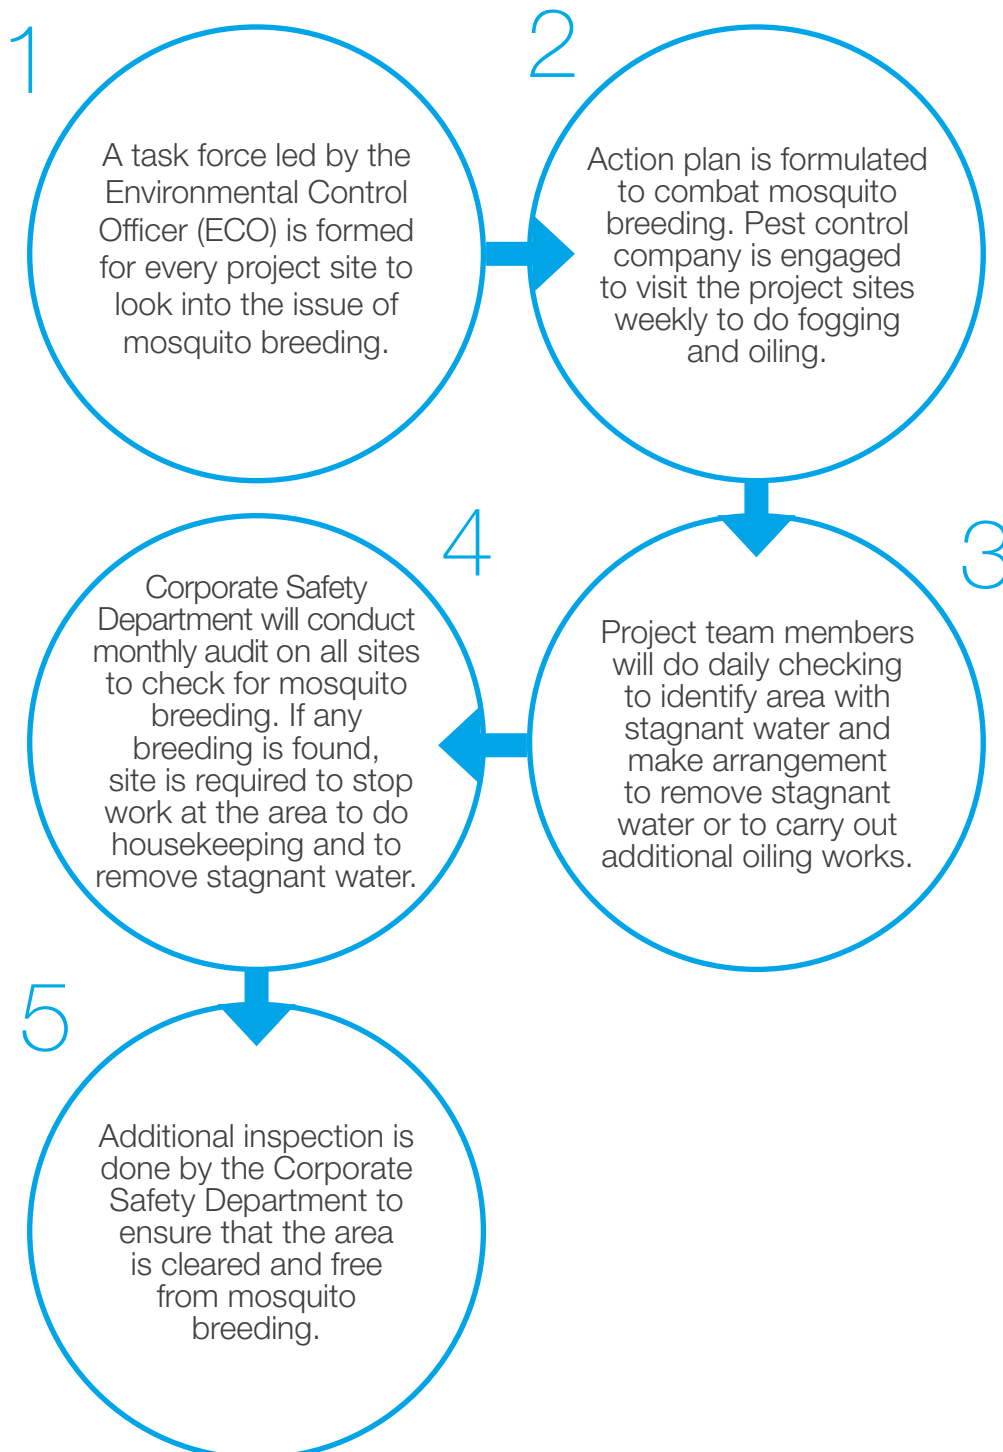 1
A task force led by the
Environmental Control
Officer (ECO) is formed
for every project site to
look into the issue of
mosquito breeding.
2
Action plan is formulated
to combat mosquito
breeding. Pest control
company is engaged
to visit the project sites
weekly to do fogging
and oiling.
3
Project team members
will do daily checking
to identify area with
stagnant water and
make arrangement
to remove stagnant
water or to carry out
additional oiling works.
4
Corporate Safety
Department will conduct
monthly audit on all sites
to check for mosquito
breeding. If any
breeding is found,
site is required to stop
work at the area to do
housekeeping and to
remove stagnant water.
5
Additional inspection is
done by the Corporate
Safety Department to
ensure that the area
is cleared and free
from mosquito
breeding.